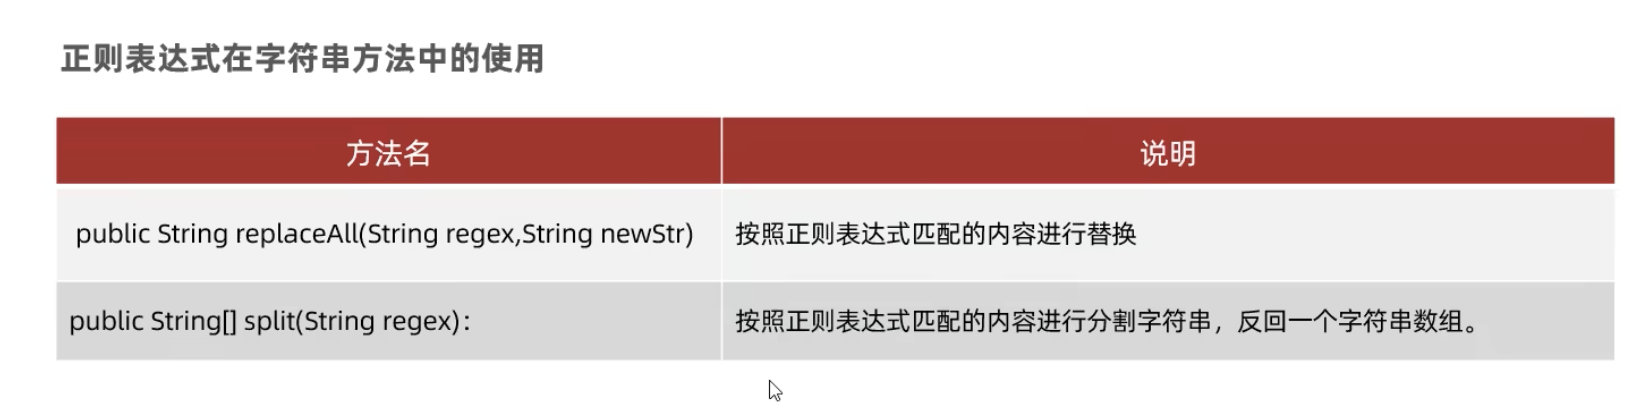 正则表达式在字符串方法中的使用
方法名
说明
public String replaceAll(String regex,String newStr)
按照正则表达式匹配的内容进行替换
public String[] split(String regex):
按照正则表达式匹配的内容进行分割字符串，反回一个字符串数组。